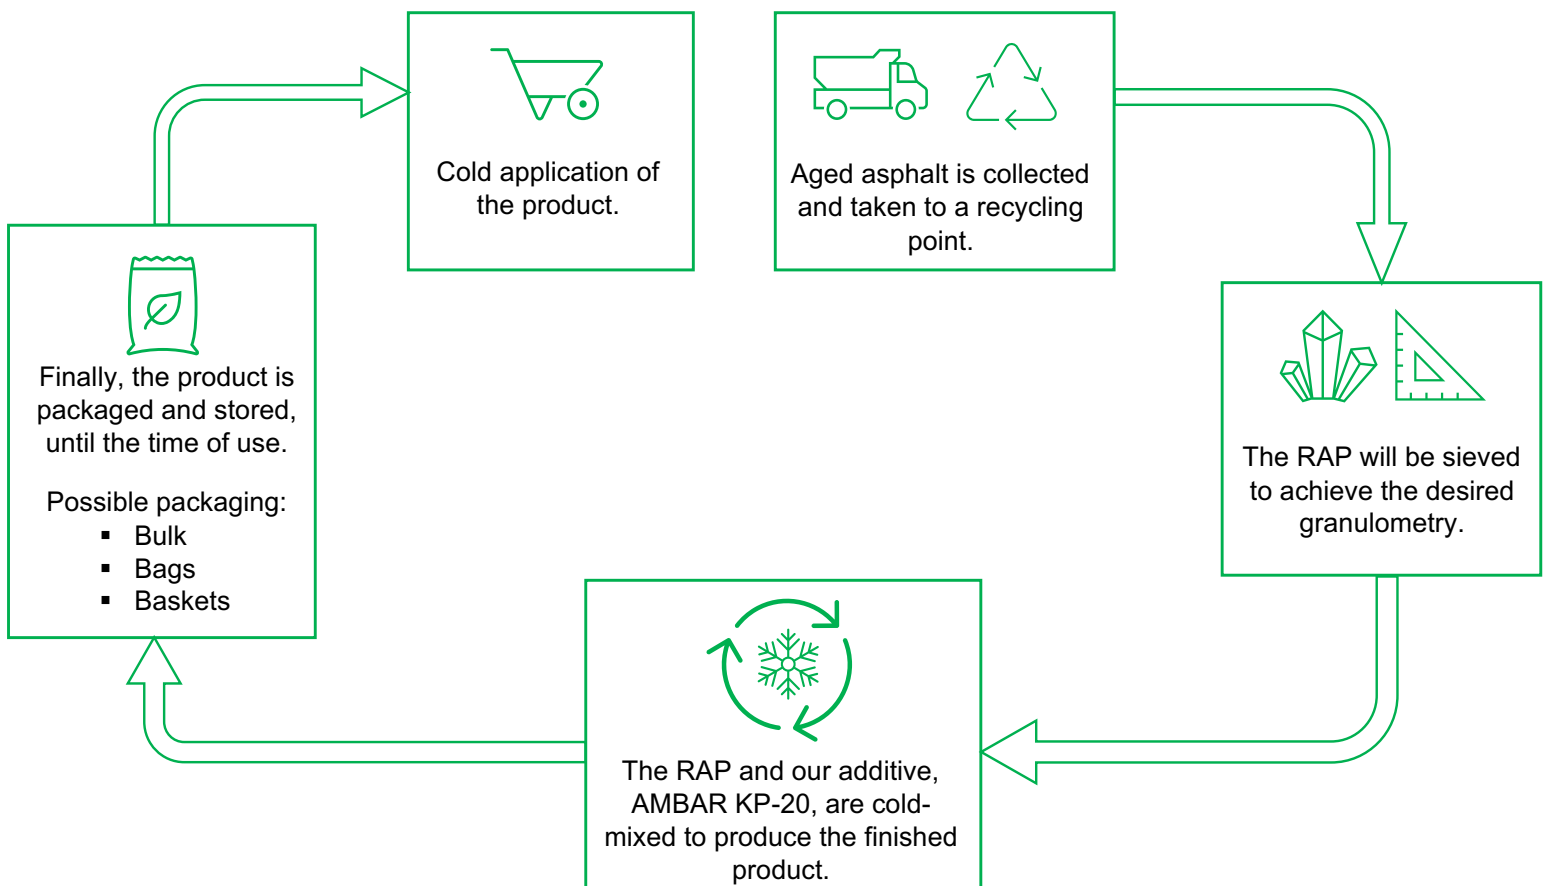 Cold application of
the product.
Aged asphalt is collected
and taken to a recycling
point.
The RAP will be sieved
to achieve the desired
granulometry.
The RAP and our additive,
AMBAR KP-20, are cold-
mixed to produce the finished
product.
Finally, the product is
packaged and stored,
until the time of use.
Possible packaging:
▪ Bulk
▪ Bags
▪ Baskets